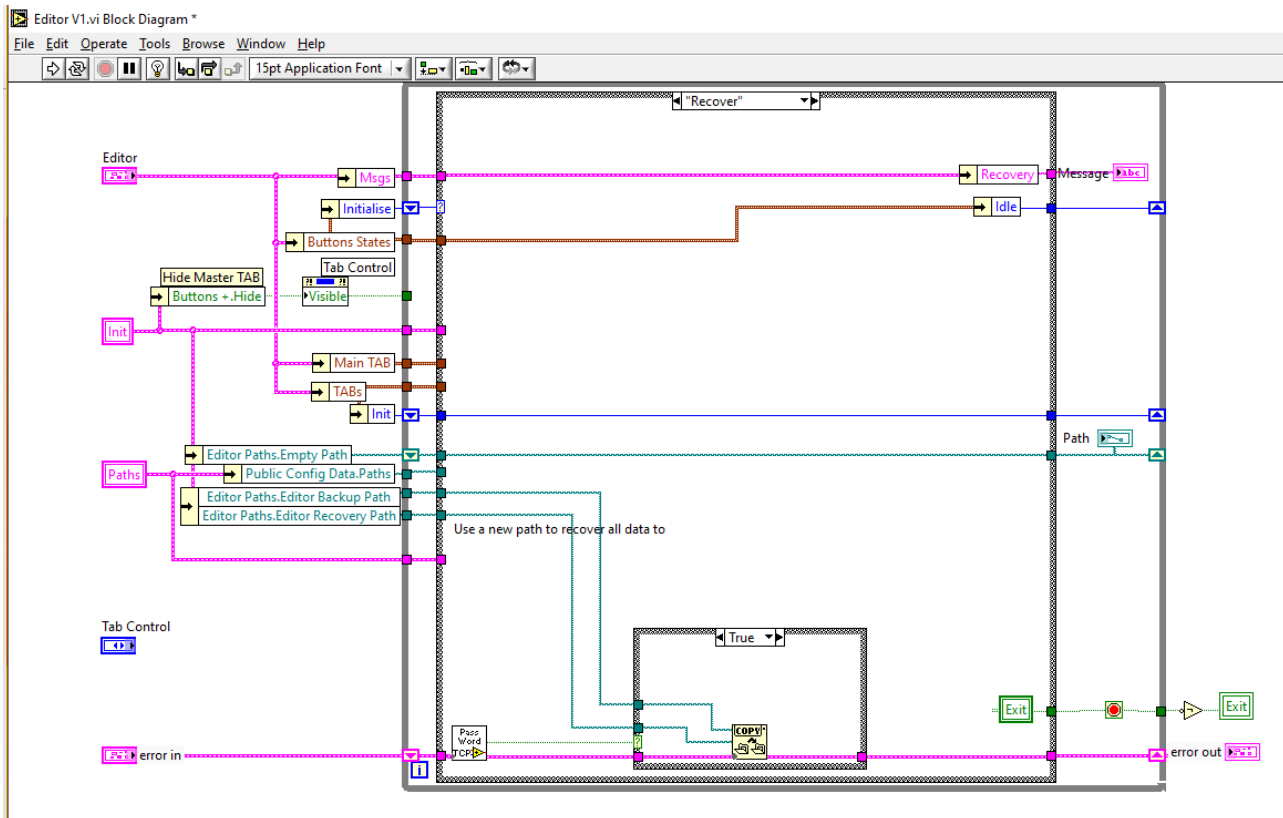 Editor V1.vi Block Diagram *
File Edit Operate Tools Browse Window Help
15pt Application Font
"Recover"
Editor
Msgs
Recovery
Message
abc
Initialise
?
Idle
Buttons States
Tab Control
Hide Master TAB
Buttons +.Hide
?! ?!
Visible
Init
Main TAB
TABs
Init
Path
Editor Paths.Empty Path
Paths
Public Config Data.Paths
Editor Paths.Editor Backup Path
Editor Paths.Editor Recovery Path
Use a new path to recover all data to
Tab Control
True
Exit
Exit
Pass
Word
TCP
?
COPY
error in
error out
i